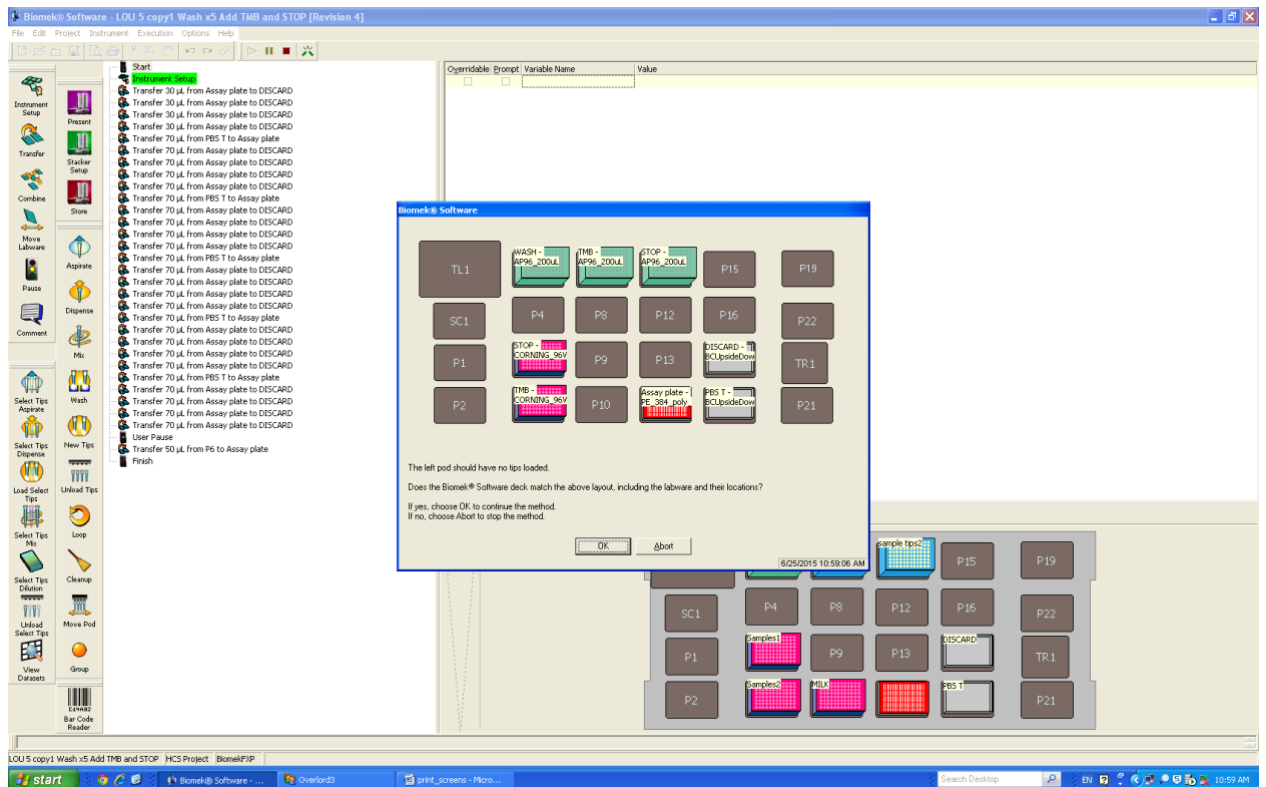 Biomek® Software - LOU 5 copy1 Wash x5 Add TMB and STOP [Revision 4]
File Edit Project Instrument Execution Options Help
Instrument Setup
Transfer
Combine
Move Labware
Pause
Comment
Select Tips Aspirate
Select Tips Dispense
Load Select Tips
Select Tips Mix
Select Tips Dilution
Unload Select Tips
View Datasets
Present
Stacker Setup
Store
Aspirate
Dispense
Mix
Wash
New Tips
Unload Tips
Loop
Cleanup
Move Pod
Group
Bar Code Reader
Start
Instrument Setup
Transfer 30 µL from Assay plate to DISCARD
Transfer 30 µL from Assay plate to DISCARD
Transfer 30 µL from Assay plate to DISCARD
Transfer 30 µL from Assay plate to DISCARD
Transfer 70 µL from PBS T to Assay plate
Transfer 70 µL from Assay plate to DISCARD
Transfer 70 µL from Assay plate to DISCARD
Transfer 70 µL from Assay plate to DISCARD
Transfer 70 µL from Assay plate to DISCARD
Transfer 70 µL from PBS T to Assay plate
Transfer 70 µL from Assay plate to DISCARD
Transfer 70 µL from Assay plate to DISCARD
Transfer 70 µL from Assay plate to DISCARD
Transfer 70 µL from Assay plate to DISCARD
Transfer 70 µL from PBS T to Assay plate
Transfer 70 µL from Assay plate to DISCARD
Transfer 70 µL from Assay plate to DISCARD
Transfer 70 µL from Assay plate to DISCARD
Transfer 70 µL from Assay plate to DISCARD
Transfer 70 µL from PBS T to Assay plate
Transfer 70 µL from Assay plate to DISCARD
Transfer 70 µL from Assay plate to DISCARD
Transfer 70 µL from Assay plate to DISCARD
Transfer 70 µL from Assay plate to DISCARD
Transfer 70 µL from PBS T to Assay plate
Transfer 70 µL from Assay plate to DISCARD
Transfer 70 µL from Assay plate to DISCARD
Transfer 70 µL from Assay plate to DISCARD
Transfer 70 µL from Assay plate to DISCARD
User Pause
Transfer 50 µL from P6 to Assay plate
Finish
Overridable Prompt Variable Name Value
Biomek® Software
TL1
WASH - AP96_200uL
TMB - AP96_200uL
STOP - AP96_200uL
P15
P19
SC1
P4
P8
P12
P16
P22
P1
STOP - CORNING_96V
P9
P13
DISCARD - BCUpsideDow
TR1
P2
TMB - CORNING_96V
P10
Assay plate - PE_384_poly
PBS T - BCUpsideDow
P21
The left pod should have no tips loaded.
Does the Biomek® Software deck match the above layout, including the labware and their locations?
If yes, choose OK to continue the method.
If no, choose Abort to stop the method.
OK
Abort
6/25/2015 10:59:06 AM
sample tips2
P15
P19
SC1
P4
P8
P12
P16
P22
P1
Samples1
P9
P13
DISCARD
TR1
P2
Samples2
MILK
PBS T
P21
LOU 5 copy1 Wash x5 Add TMB and STOP HCS Project BiomekFXP
start
Biomek® Software - ...
Overlord3
print_screens - Micro...
Search Desktop
EN
10:59 AM